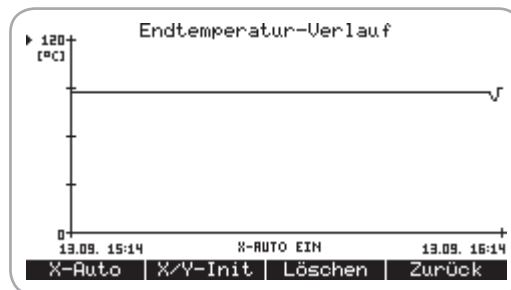 Endtemperatur-Verlauf
120
[°C]
0
13.09. 15:14 X-AUTO EIN 13.09. 16:14
X-Auto X/Y-Init Löschen Zurück